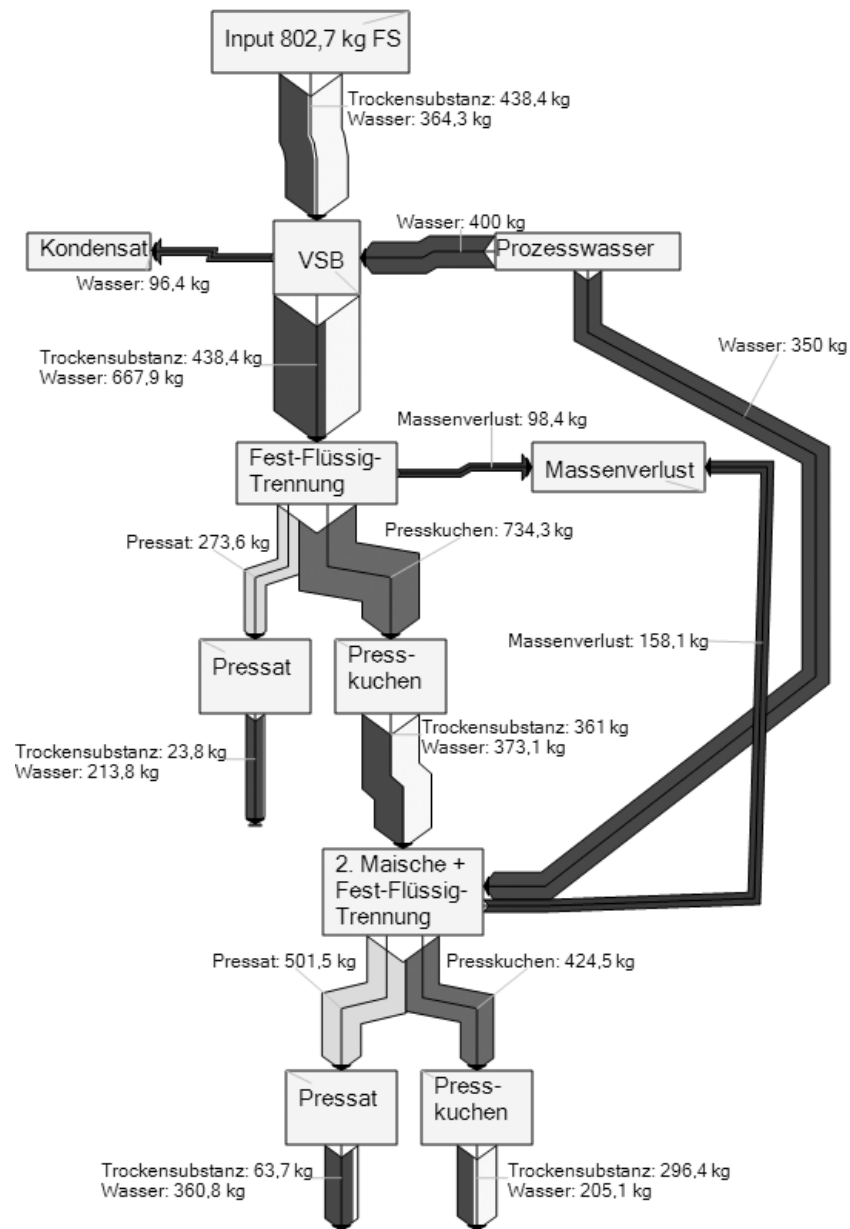 Input 802,7 kg FS
Trockensubstanz: 438,4 kg
Wasser: 364,3 kg
Wasser: 400 kg
Kondensat
VSB
Prozesswasser
Wasser: 96,4 kg
Wasser: 350 kg
Trockensubstanz: 438,4 kg
Wasser: 667,9 kg
Massenverlust: 98,4 kg
Fest-Flüssig-
Trennung
Massenverlust
Pressat: 273,6 kg
Presskuchen: 734,3 kg
Massenverlust: 158,1 kg
Pressat
Press-
kuchen
Trockensubstanz: 361 kg
Wasser: 373,1 kg
Trockensubstanz: 23,8 kg
Wasser: 213,8 kg
2. Maische +
Fest-Flüssig-
Trennung
Pressat: 501,5 kg
Presskuchen: 424,5 kg
Pressat
Press-
kuchen
Trockensubstanz: 63,7 kg
Wasser: 360,8 kg
Trockensubstanz: 296,4 kg
Wasser: 205,1 kg